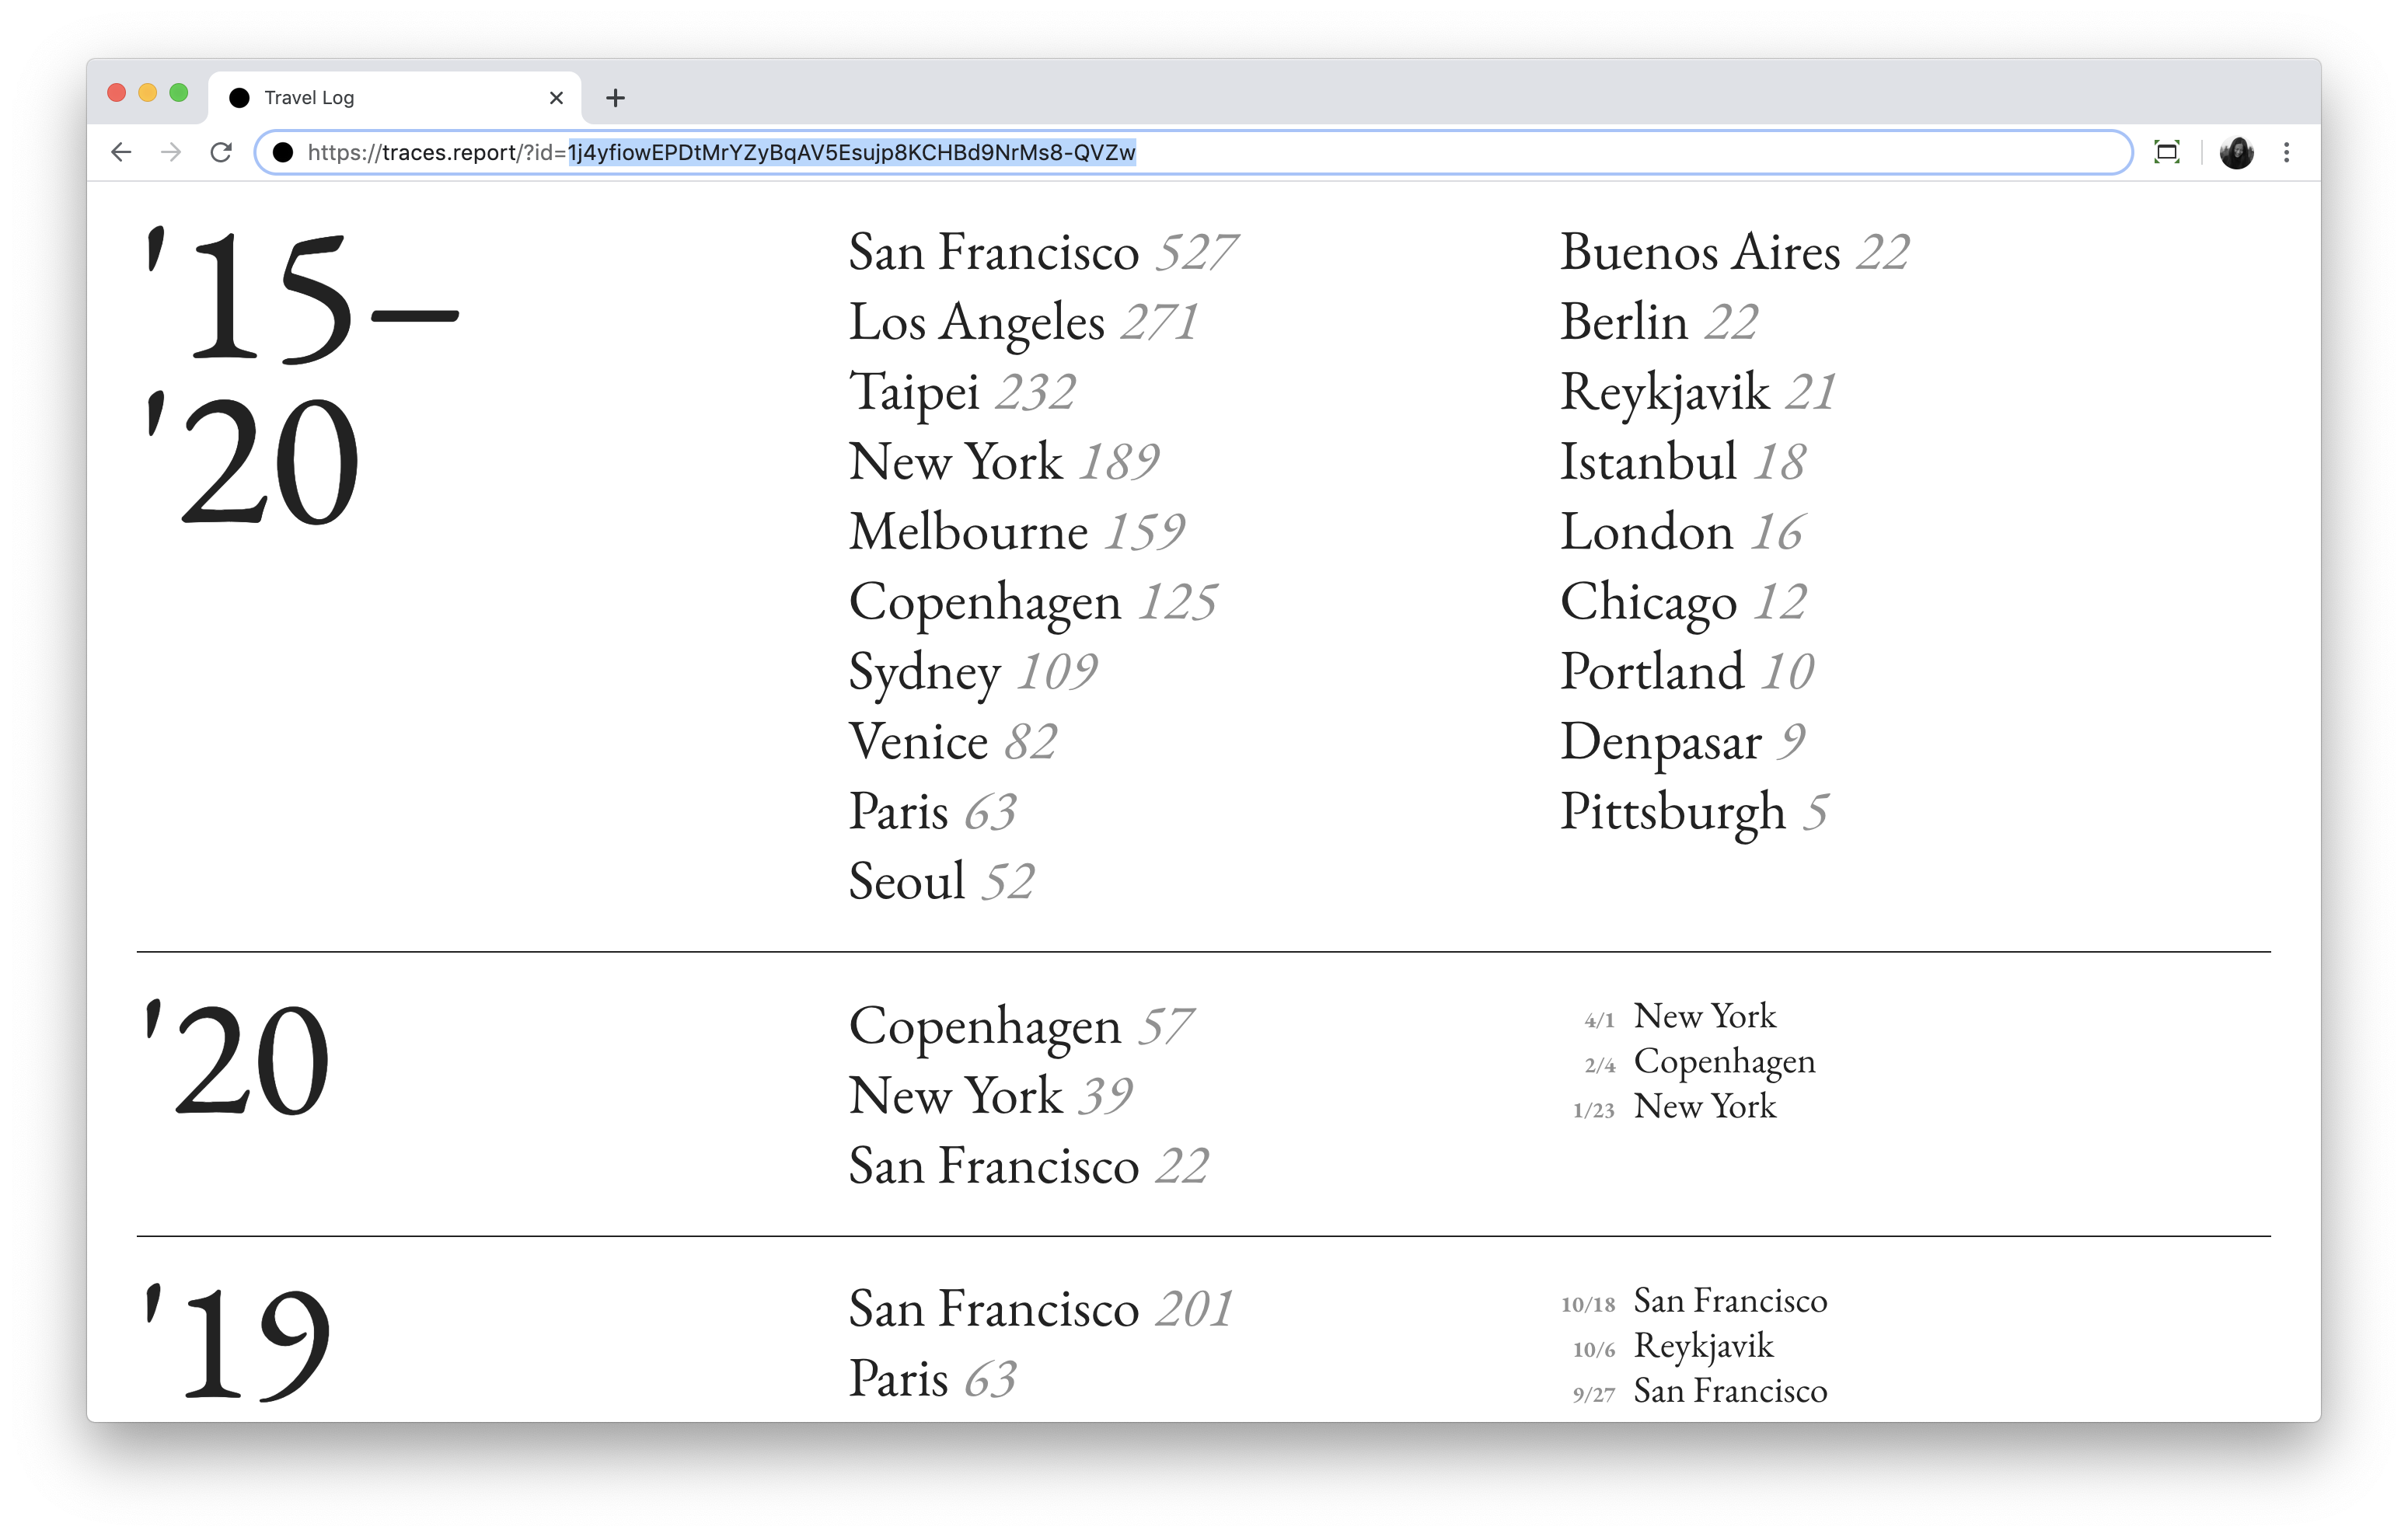 Travel Log
https://traces.report/?id=1j4yfiowEPDtMrYZyBqAV5Esujp8KCHBd9NrMs8-QVZw
'15–
'20
San Francisco 527
Los Angeles 271
Taipei 232
New York 189
Melbourne 159
Copenhagen 125
Sydney 109
Venice 82
Paris 63
Seoul 52
Buenos Aires 22
Berlin 22
Reykjavik 21
Istanbul 18
London 16
Chicago 12
Portland 10
Denpasar 9
Pittsburgh 5
'20
Copenhagen 57
New York 39
San Francisco 22
4/1 New York
2/4 Copenhagen
1/23 New York
'19
San Francisco 201
Paris 63
10/18 San Francisco
10/6 Reykjavik
9/27 San Francisco